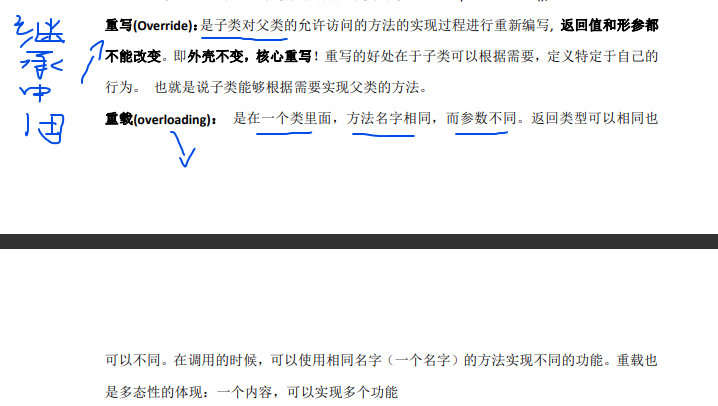 继
承
中
用
重写(Override)：是子类对父类的允许访问的方法的实现过程进行重新编写, 返回值和形参都
不能改变。即外壳不变，核心重写！重写的好处在于子类可以根据需要，定义特定于自己的
行为。 也就是说子类能够根据需要实现父类的方法。
重载(overloading)： 是在一个类里面，方法名字相同，而参数不同。返回类型可以相同也
可以不同。在调用的时候，可以使用相同名字（一个名字）的方法实现不同的功能。重载也
是多态性的体现：一个内容，可以实现多个功能